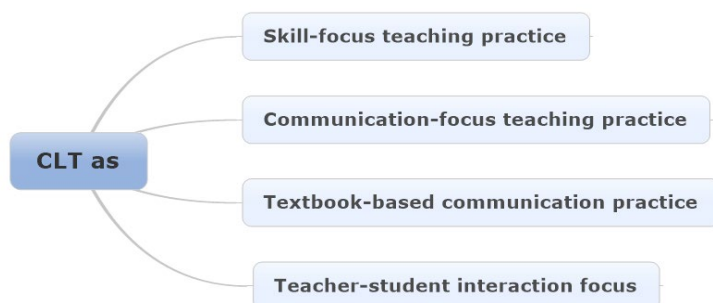 Skill-focus teaching practice
Communication-focus teaching practice
CLT as
Textbook-based communication practice
Teacher-student interaction focus